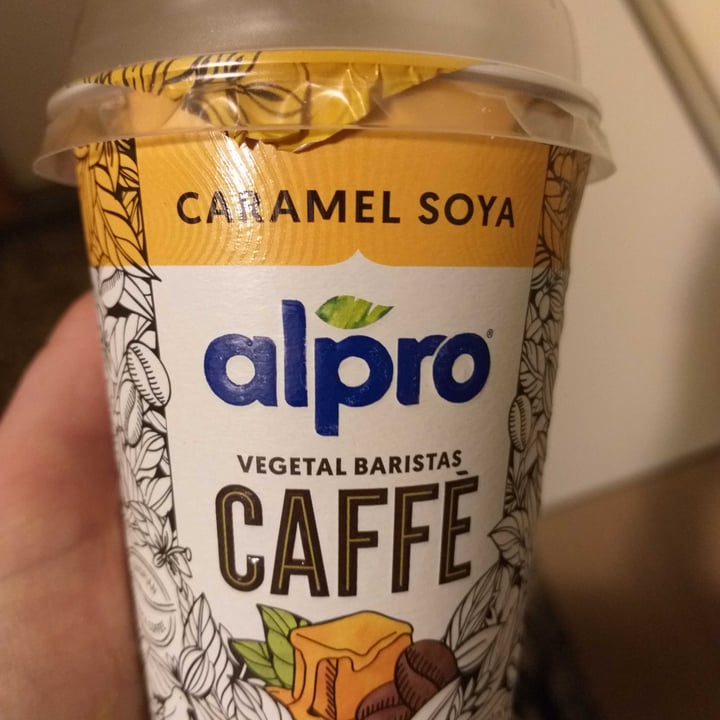 CARAMEL SOYA
alpro®
VEGETAL BARISTAS
CAFFÈ